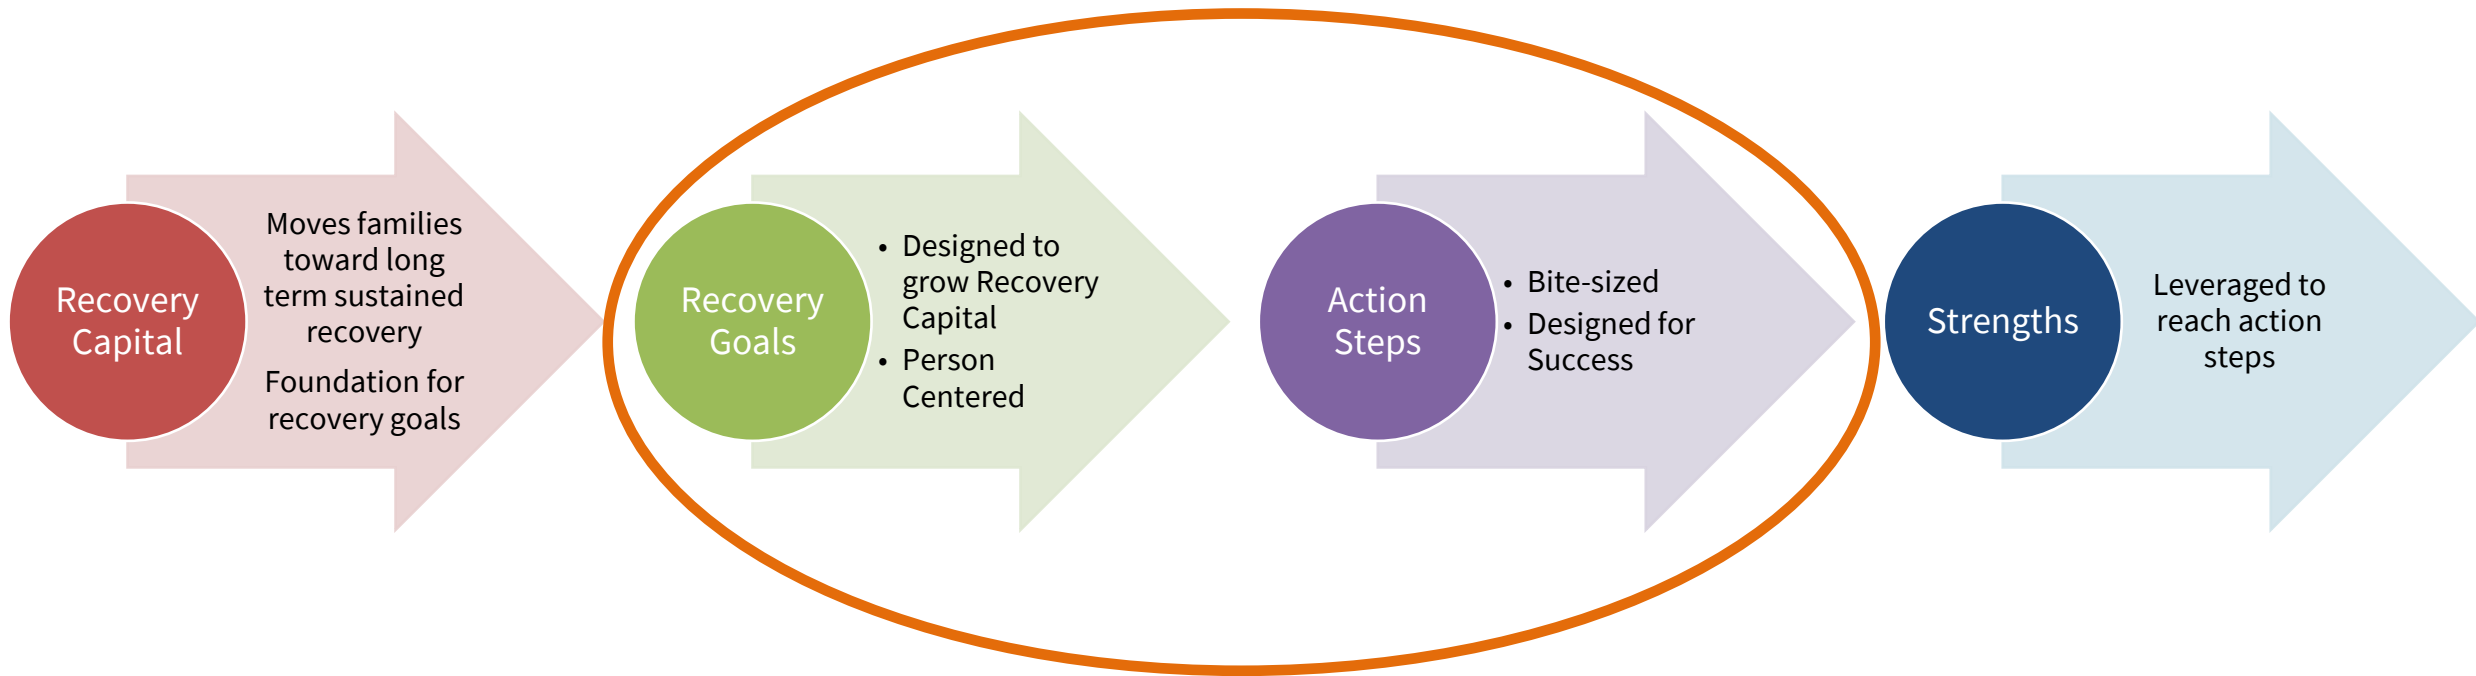 Recovery
Capital
Moves families
toward long
term sustained
recovery
Foundation for
recovery goals
Recovery
Goals
• Designed to
grow Recovery
Capital
• Person
Centered
Action
Steps
• Bite-sized
• Designed for
Success
Strengths
Leveraged to
reach action
steps